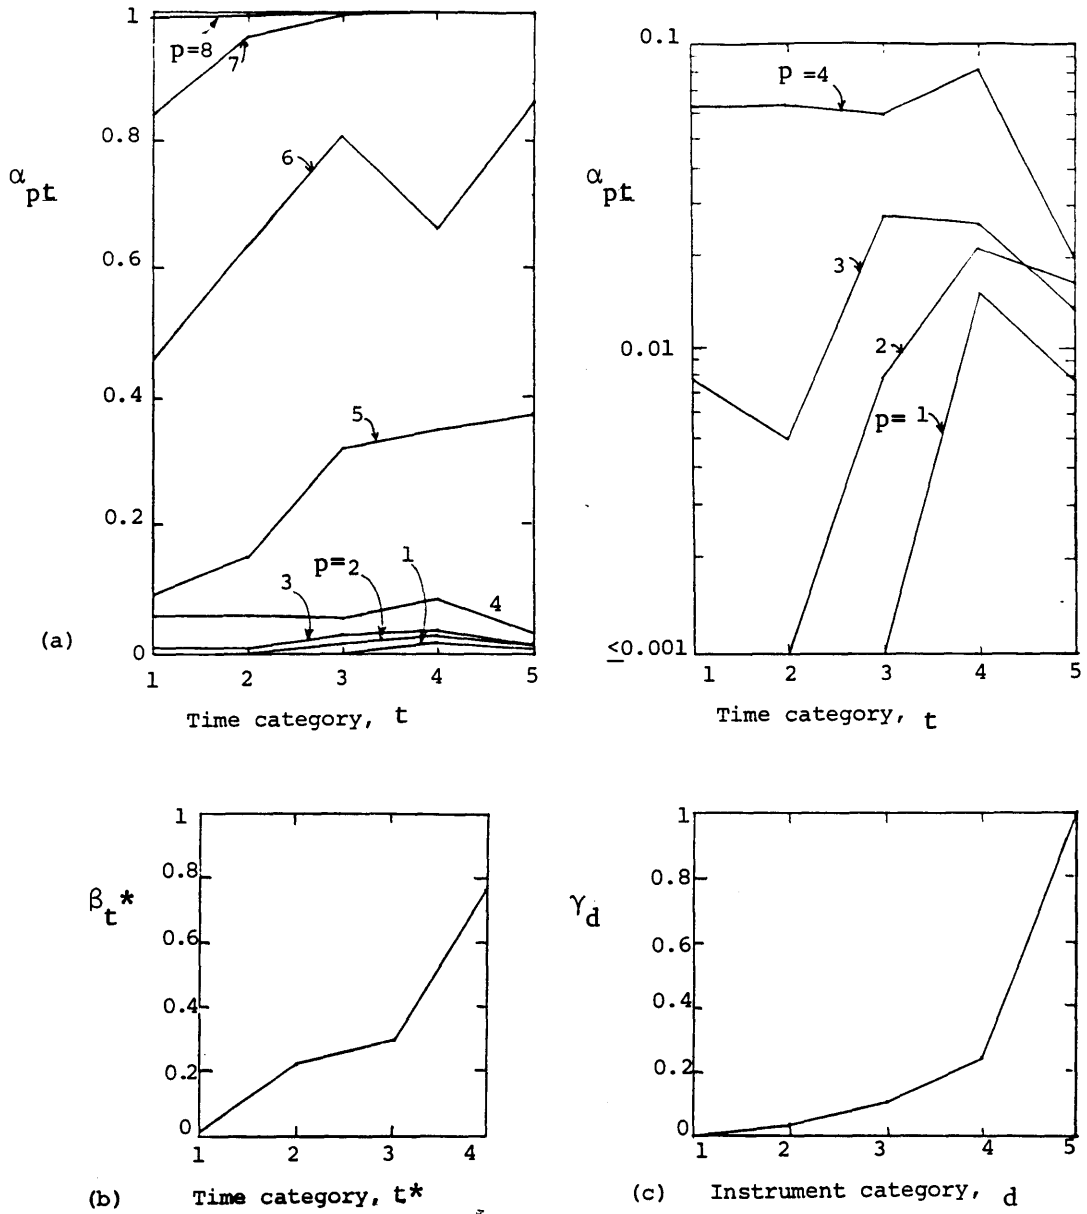 1
p=8
7
0.8
α pt
6
0.6
0.4
5
0.2
p=2
1
3
4
(a)
0
1 2 3 4 5
Time category, t
0.1
p =4
α pt
3
0.01
2
p= 1
≤0.001
1 2 3 4 5
Time category, t
1
0.8
β t*
0.6
0.4
0.2
0
1 2 3 4
(b) Time category, t*
1
0.8
γ d
0.6
0.4
0.2
0
1 2 3 4 5
(c) Instrument category, d